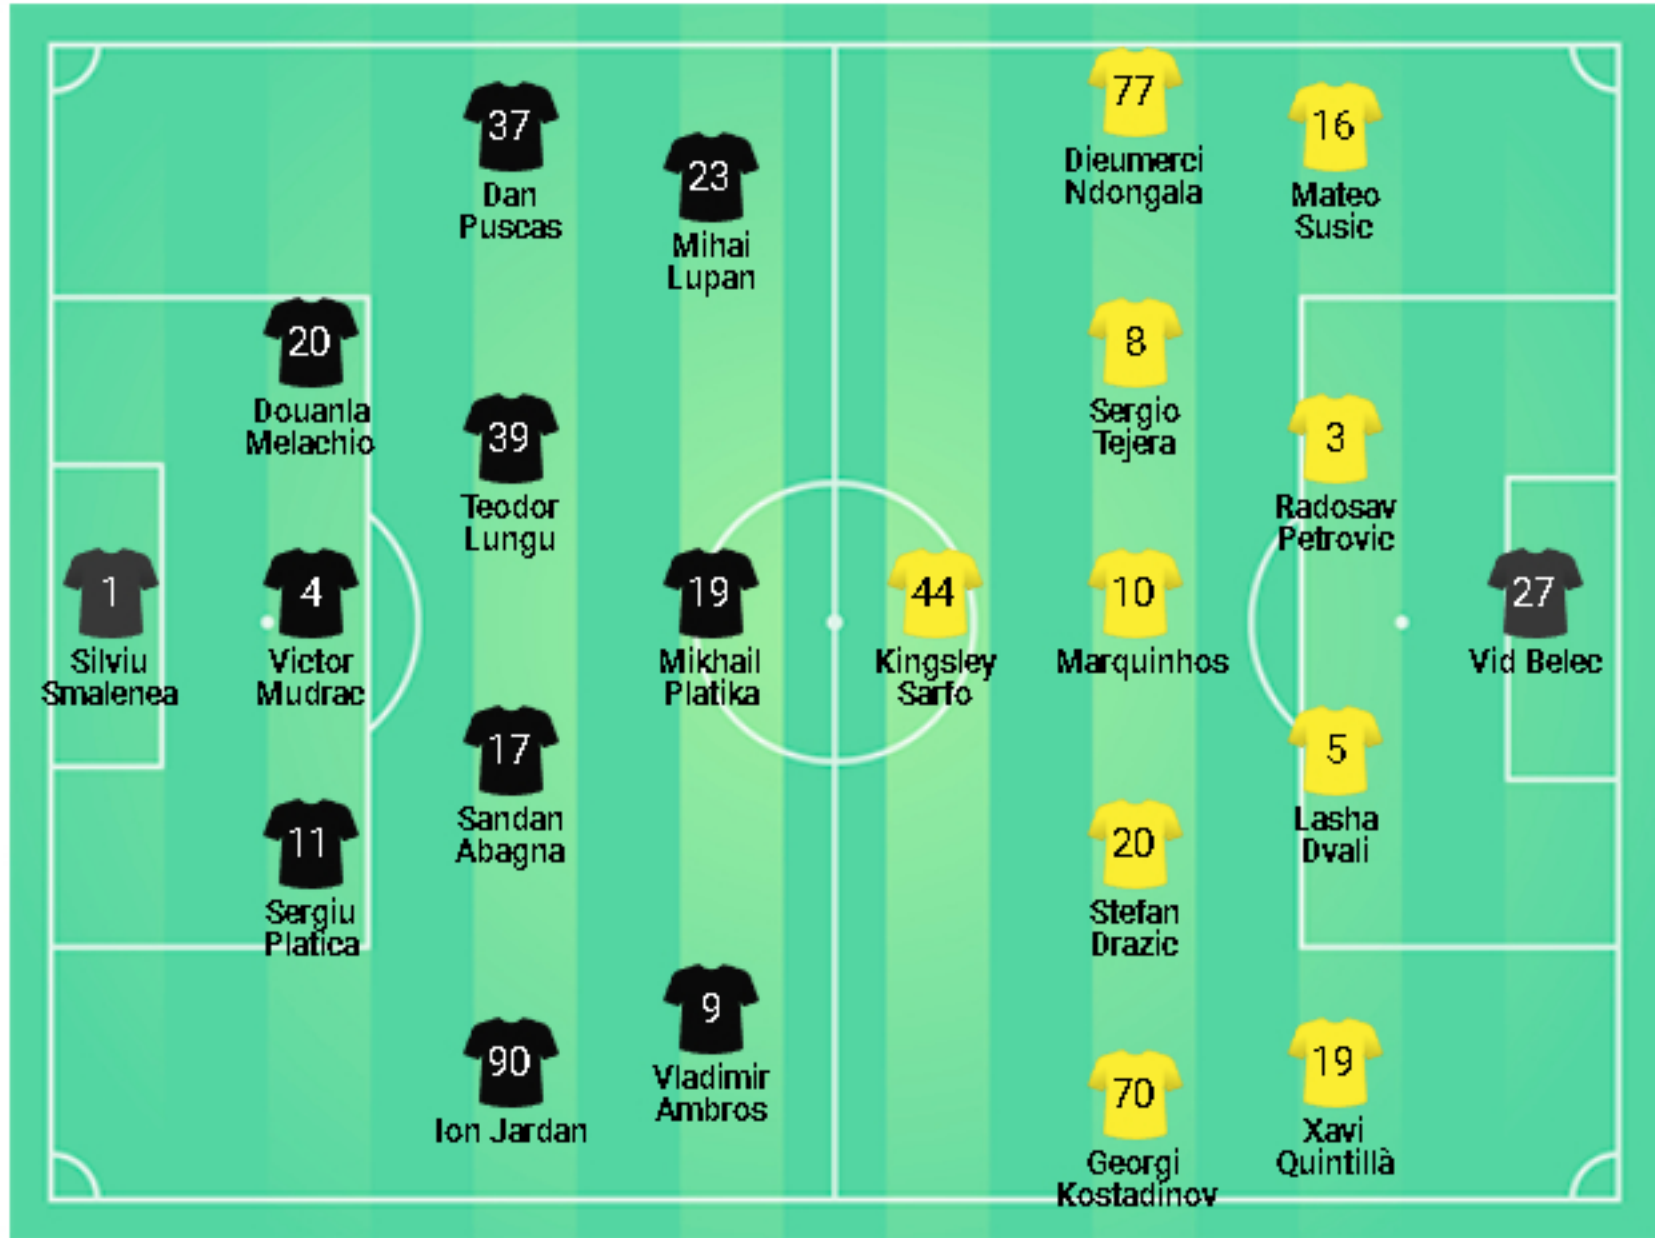 37
Dan
Puscas
23
Mihai
Lupan
77
Dieumerci
Ndongala
16
Mateo
Susic
20
Douanla
Melachio
39
Teodor
Lungu
8
Sergio
Tejera
3
Radosav
Petrovic
1
Silviu
Smalenea
4
Victor
Mudrac
19
Mikhail
Platika
44
Kingsley
Sarfo
10
Marquinhos
27
Vid Belec
17
Sandan
Abagna
5
Lasha
Dvali
11
Sergiu
Platica
20
Stefan
Drazic
90
Ion Jardan
9
Vladimir
Ambros
70
Georgi
Kostadinov
19
Xavi
Quintillà